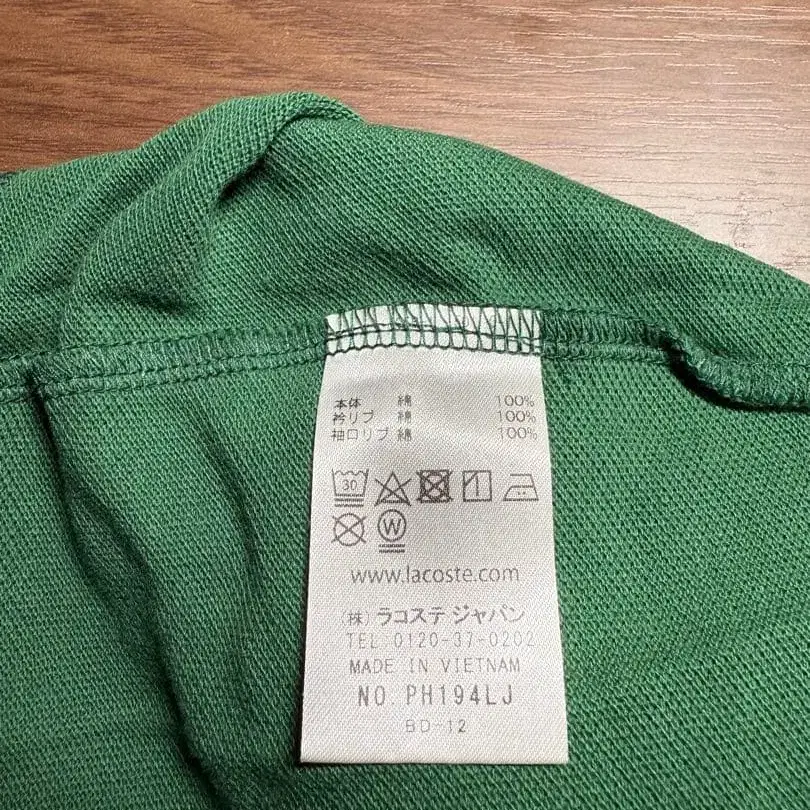 本体 綿 100%
衿リブ 綿 100%
袖口リブ 綿 100%
30
W
www.lacoste.com
(株) ラコステ ジャパン
TEL:0120-37-0202
MADE IN VIETNAM
NO. PH194LJ
BD-12